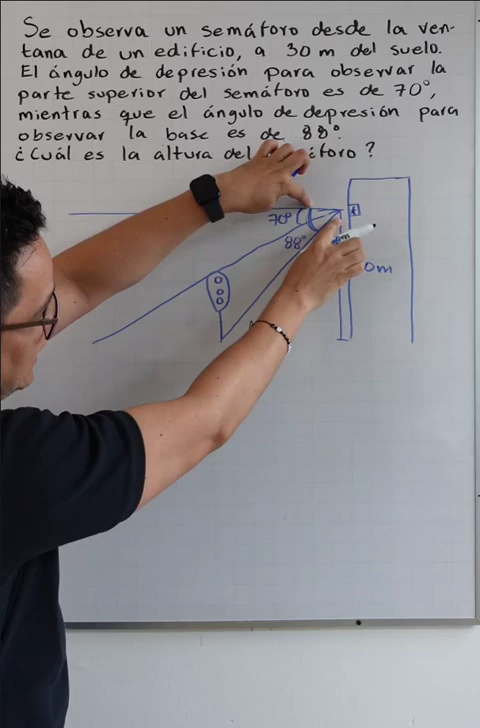 Se observa un semáforo desde la ven-
tana de un edificio, a 30 m del suelo.
El ángulo de depresión para observar la
parte superior del semáforo es de 70°,
mientras que el ángulo de depresión para
observar la base es de 88°.
¿Cuál es la altura del
70°
88°
0m